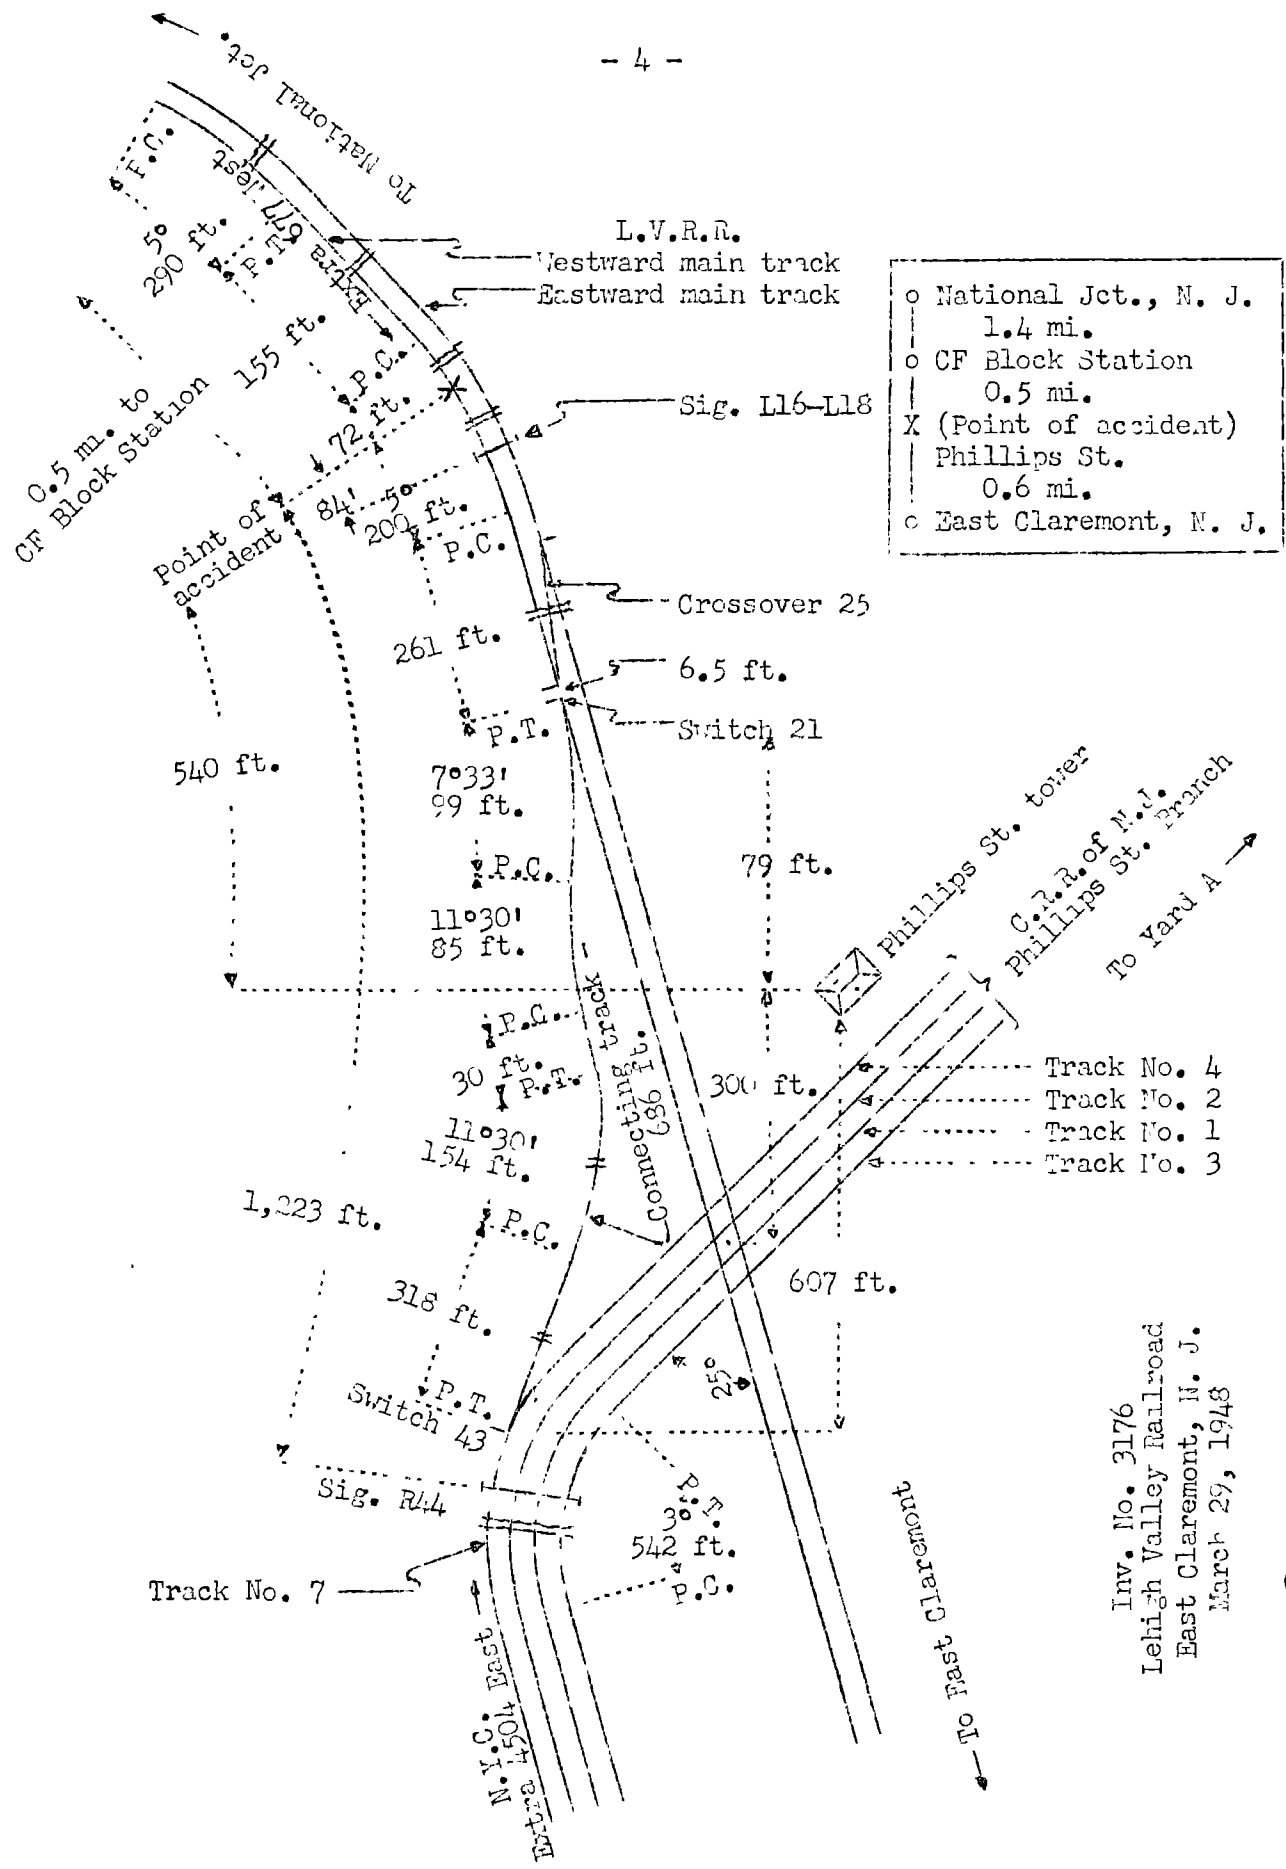 - 4 -
To National Jct.
P.C.
5°
290 ft.
P.T.
Extra 677 West
L.V.R.R.
Westward main track
Eastward main track
National Jct., N. J.
1.4 mi.
CF Block Station
0.5 mi.
X (Point of accident)
Phillips St.
0.6 mi.
East Claremont, N. J.
155 ft.
P.C.
72 ft.
Sig. L16-L18
0.5 mi. to
CF Block Station
Point of
accident
84'
5°
200 ft.
P.C.
Crossover 25
261 ft.
6.5 ft.
P.T.
Switch 21
540 ft.
7°33'
99 ft.
P.C.
79 ft.
11°30'
85 ft.
Phillips St. tower
C.R.R. of N.J.
Phillips St. Branch
To Yard A
P.C.
30 ft.
P.T.
Connecting track -
686 ft.
300 ft.
Track No. 4
Track No. 2
Track No. 1
Track No. 3
11°30'
154 ft.
1,223 ft.
P.C.
607 ft.
318 ft.
25°
P.T.
Switch 43
Sig. R44
P.T.
3°
542 ft.
P.C.
Track No. 7
N.Y.C.
Extra 4504 East
To East Claremont
Inv. No. 3176
Lehigh Valley Railroad
East Claremont, N. J.
March 29, 1948